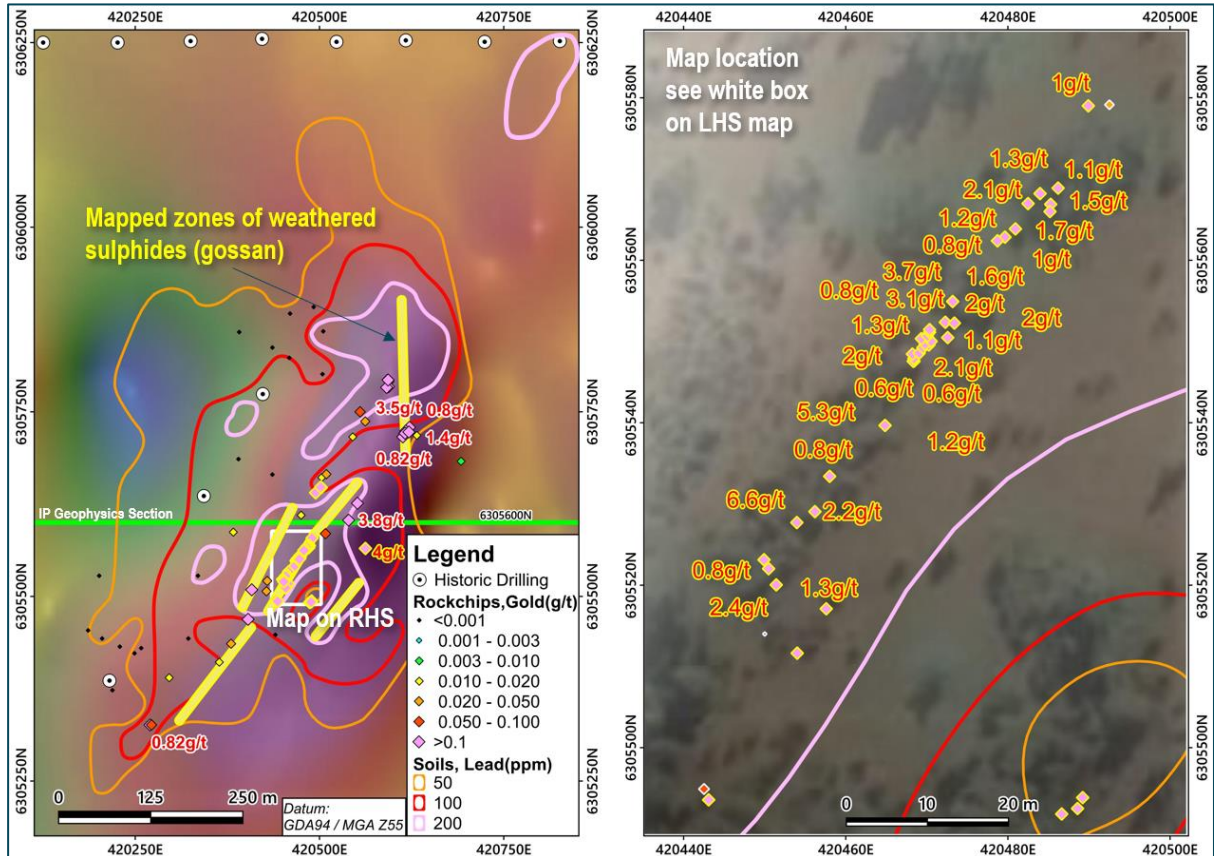 420250E 420500E 420750E
420440E 420460E 420480E 420500E
6306250N
6306000N
6305750N
6305500N
6305250N
6306250N
6306000N
6305750N
6305500N
6305250N
Mapped zones of weathered
sulphides (gossan)
3.5g/t 0.8g/t
1.4g/t
0.82g/t
IP Geophysics Section
6305600N
3.8g/t
4g/t
Map on RHS
0.82g/t
Legend
Historic Drilling
Rockchips,Gold(g/t)
<0.001
0.001 - 0.003
0.003 - 0.010
0.010 - 0.020
0.020 - 0.050
0.050 - 0.100
>0.1
Soils, Lead(ppm)
50
100
200
0 125 250 m
Datum:
GDA94 / MGA Z55
420250E 420500E 420750E
Map location
see white box
on LHS map
6305580N
6305560N
6305540N
6305520N
6305500N
1g/t
1.3g/t
1.1g/t
2.1g/t
1.5g/t
1.2g/t
1.7g/t
0.8g/t
1g/t
3.7g/t
1.6g/t
0.8g/t
3.1g/t
2g/t
2g/t
1.3g/t
1.1g/t
2g/t
2.1g/t
0.6g/t
0.6g/t
5.3g/t
1.2g/t
0.8g/t
6.6g/t
2.2g/t
0.8g/t
1.3g/t
2.4g/t
0 10 20 m
6305580N
6305560N
6305540N
6305520N
6305500N
420440E 420460E 420480E 420500E